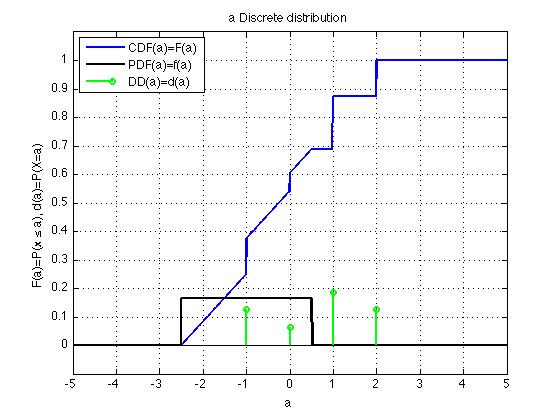 a Discrete distribution
CDF(a)=F(a)
PDF(a)=f(a)
DD(a)=d(a)
1
0.9
0.8
0.7
0.6
0.5
0.4
0.3
0.2
0.1
0
F(a)=P(x ≤ a), d(a)=P(X=a)
-5 -4 -3 -2 -1 0 1 2 3 4 5
a